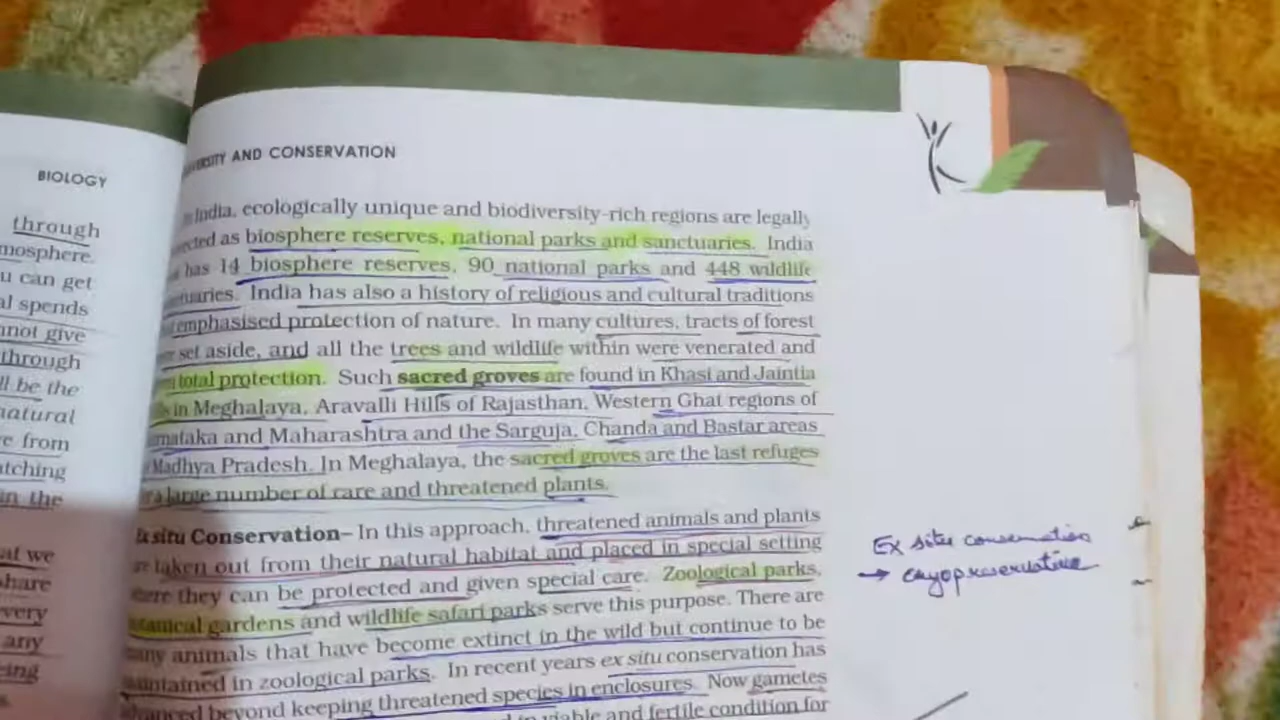 BIOLOGY
through
mosphere.
u can get
al spends
nnot give
through
ll be the
natural
ve from
atching
in the
at we
share
very
any
eing
AND CONSERVATION
India, ecologically unique and biodiversity-rich regions are legally
as biosphere reserves, national parks and sanctuaries. India
has 14 biosphere reserves, 90 national parks and 448 wildlife
India has also a history of religious and cultural traditions
emphasised protection of nature. In many cultures, tracts of forest
set aside, and all the trees and wildlife within were venerated and
total protection. Such sacred groves are found in Khasi and Jaintia
in Meghalaya, Aravalli Hills of Rajasthan, Western Ghat regions of
and Maharashtra and the Sarguja, Chanda and Bastar areas
Madhya Pradesh. In Meghalaya, the sacred groves are the last refuges
a large number of rare and threatened plants.
situ Conservation– In this approach, threatened animals and plants
taken out from their natural habitat and placed in special setting
they can be protected and given special care. Zoological parks,
gardens and wildlife safari parks serve this purpose. There are
animals that have become extinct in the wild but continue to be
in zoological parks. In recent years ex situ conservation has
beyond keeping threatened species in enclosures. Now gametes
in viable and fertile condition for
Ex situ conservation
→ cryopreservation